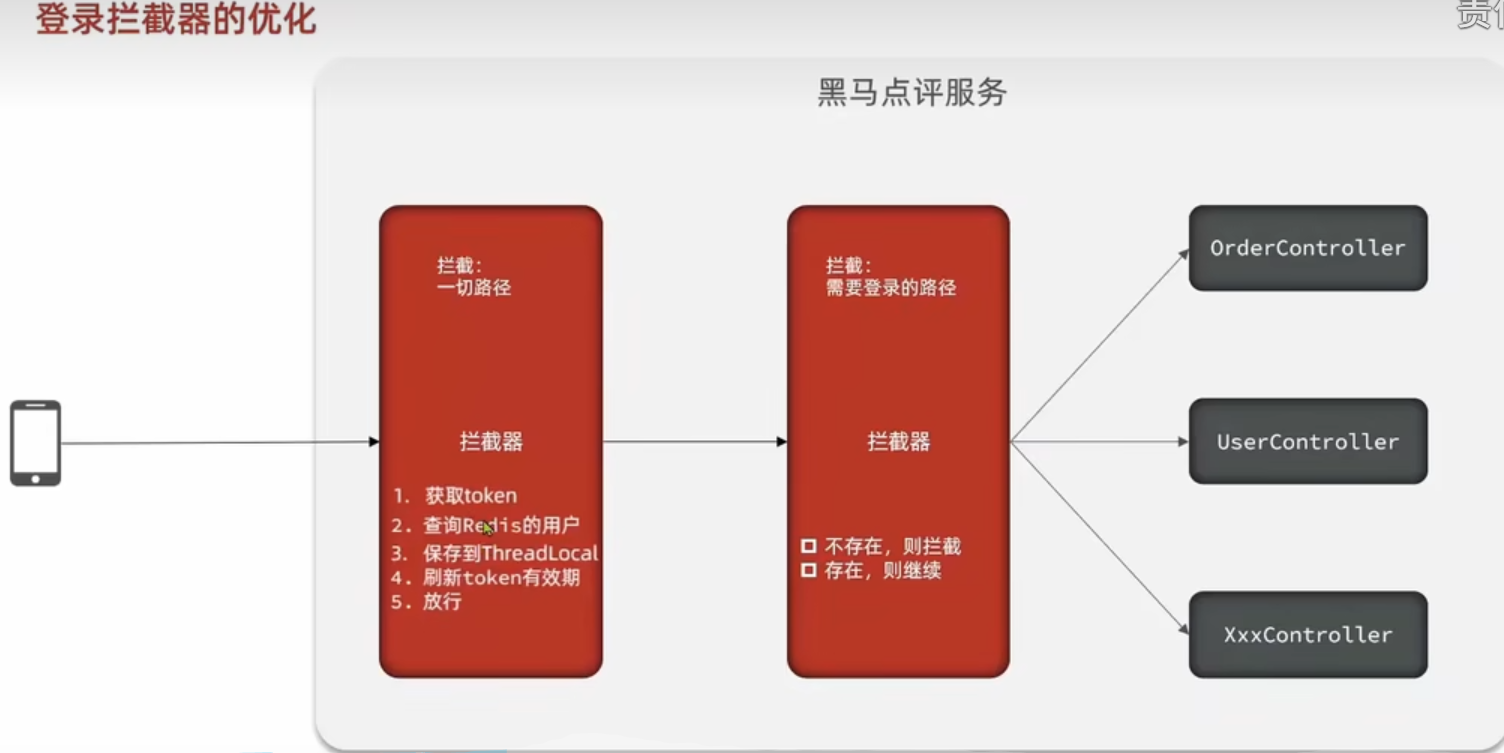 登录拦截器的优化
责
黑马点评服务
拦截:
一切路径
拦截器
1. 获取token
2. 查询Redis的用户
3. 保存到ThreadLocal
4. 刷新token有效期
5. 放行
拦截:
需要登录的路径
拦截器
不存在，则拦截
存在，则继续
OrderController
UserController
XxxController